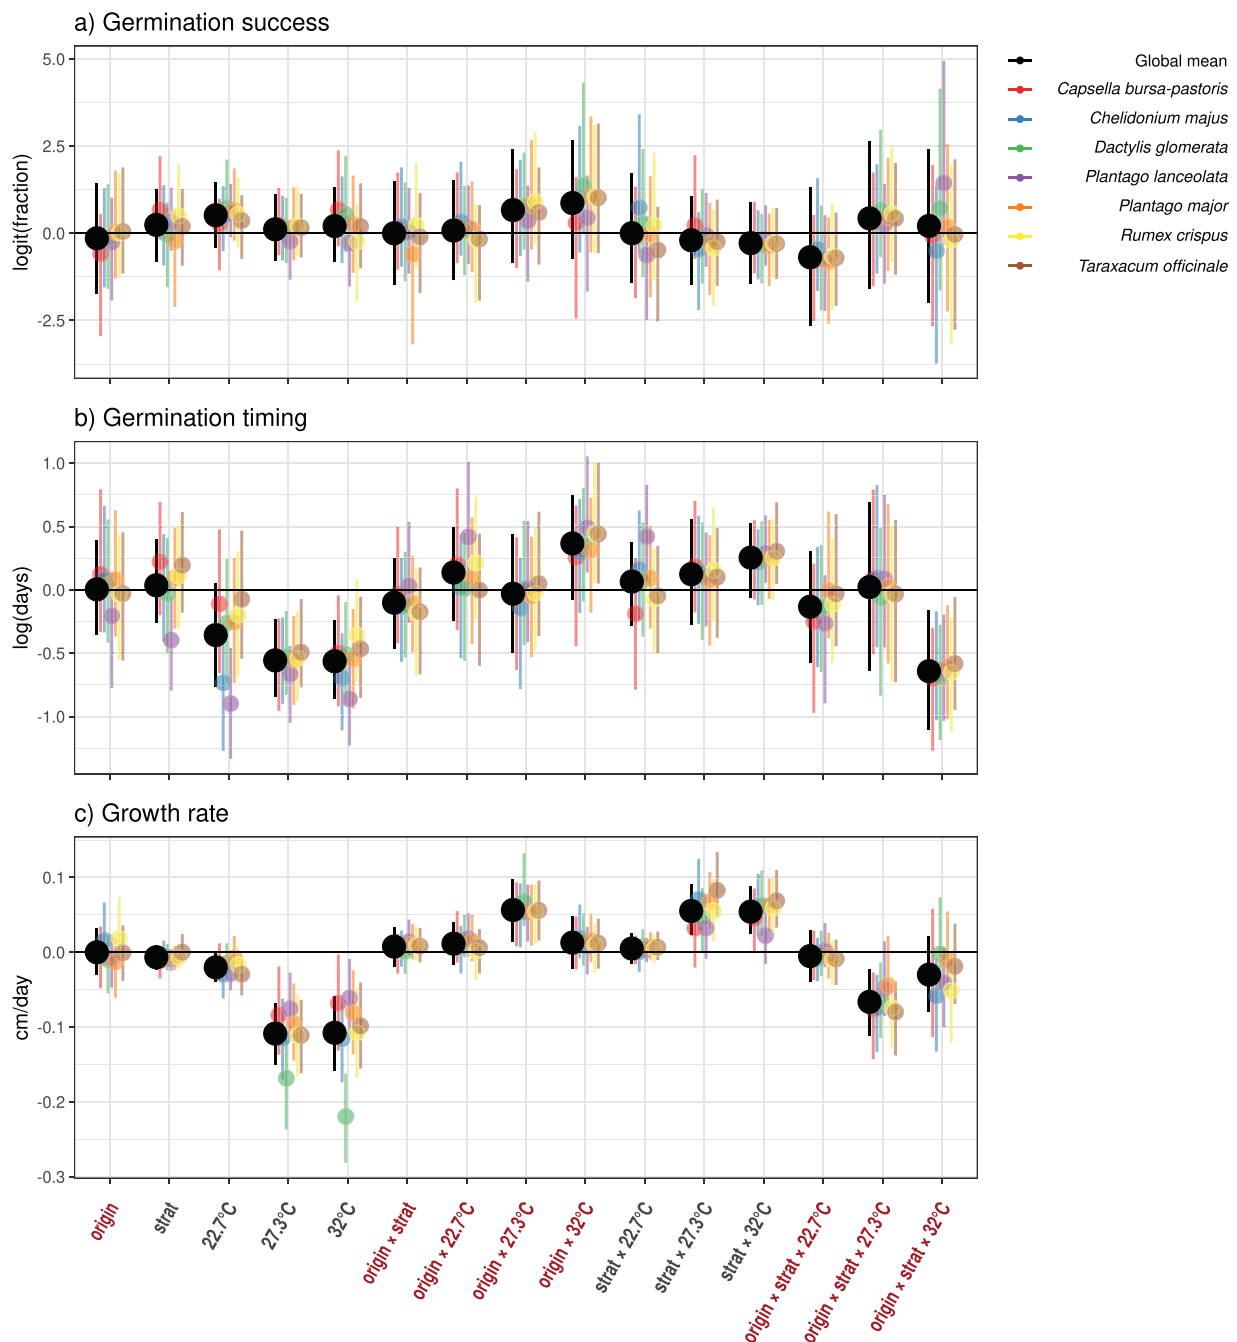 a) Germination success
logit(fraction)
5.0
2.5
0.0
-2.5
Global mean
Capsella bursa-pastoris
Chelidonium majus
Dactylis glomerata
Plantago lanceolata
Plantago major
Rumex crispus
Taraxacum officinale
b) Germination timing
log(days)
1.0
0.5
0.0
-0.5
-1.0
c) Growth rate
cm/day
0.1
0.0
-0.1
-0.2
-0.3
origin
strat
22.7°C
27.3°C
32°C
origin × strat
origin × 22.7°C
origin × 27.3°C
origin × 32°C
strat × 22.7°C
strat × 27.3°C
strat × 32°C
origin × strat × 22.7°C
origin × strat × 27.3°C
origin × strat × 32°C